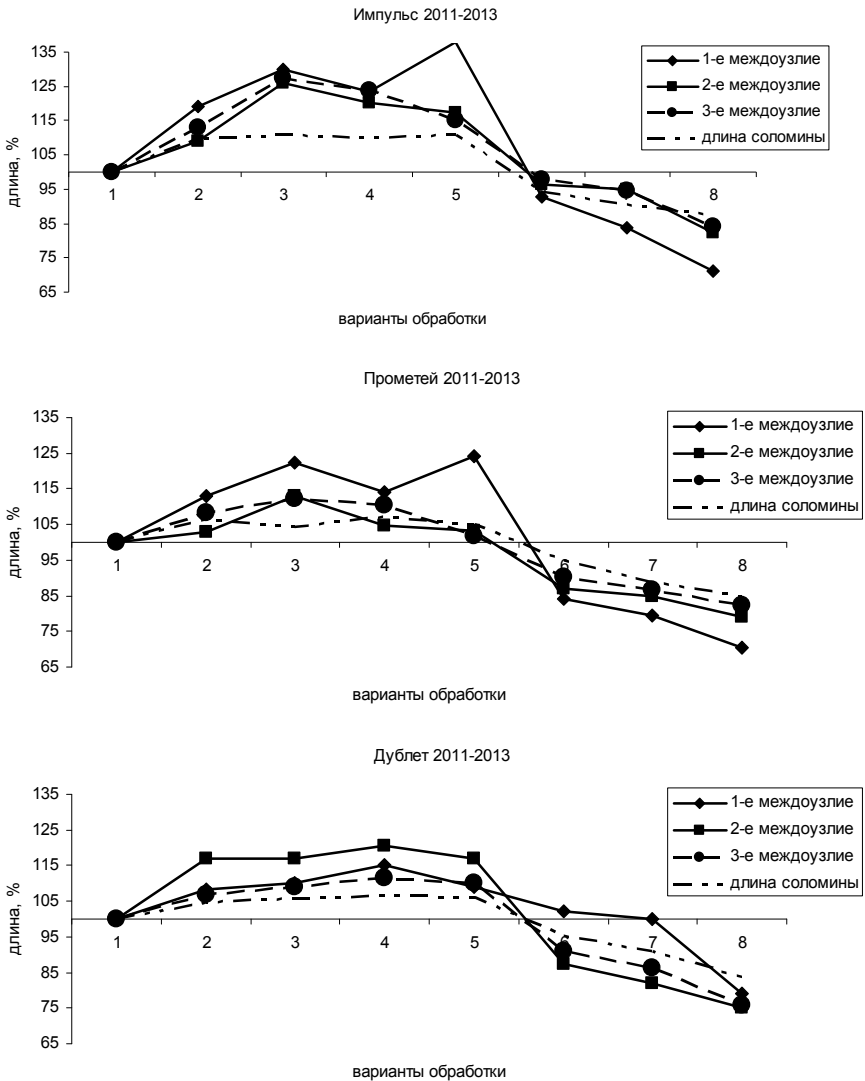 Импульс 2011-2013
135
125
115
105
95
85
75
65
длина, %
1 2 3 4 5 8
1-е междоузлие
2-е междоузлие
3-е междоузлие
длина соломины
варианты обработки
Прометей 2011-2013
135
125
115
105
95
85
75
65
длина, %
1 2 3 4 5 6 7 8
1-е междоузлие
2-е междоузлие
3-е междоузлие
длина соломины
варианты обработки
Дублет 2011-2013
135
125
115
105
95
85
75
65
длина, %
1 2 3 4 5 6 7 8
1-е междоузлие
2-е междоузлие
3-е междоузлие
длина соломины
варианты обработки